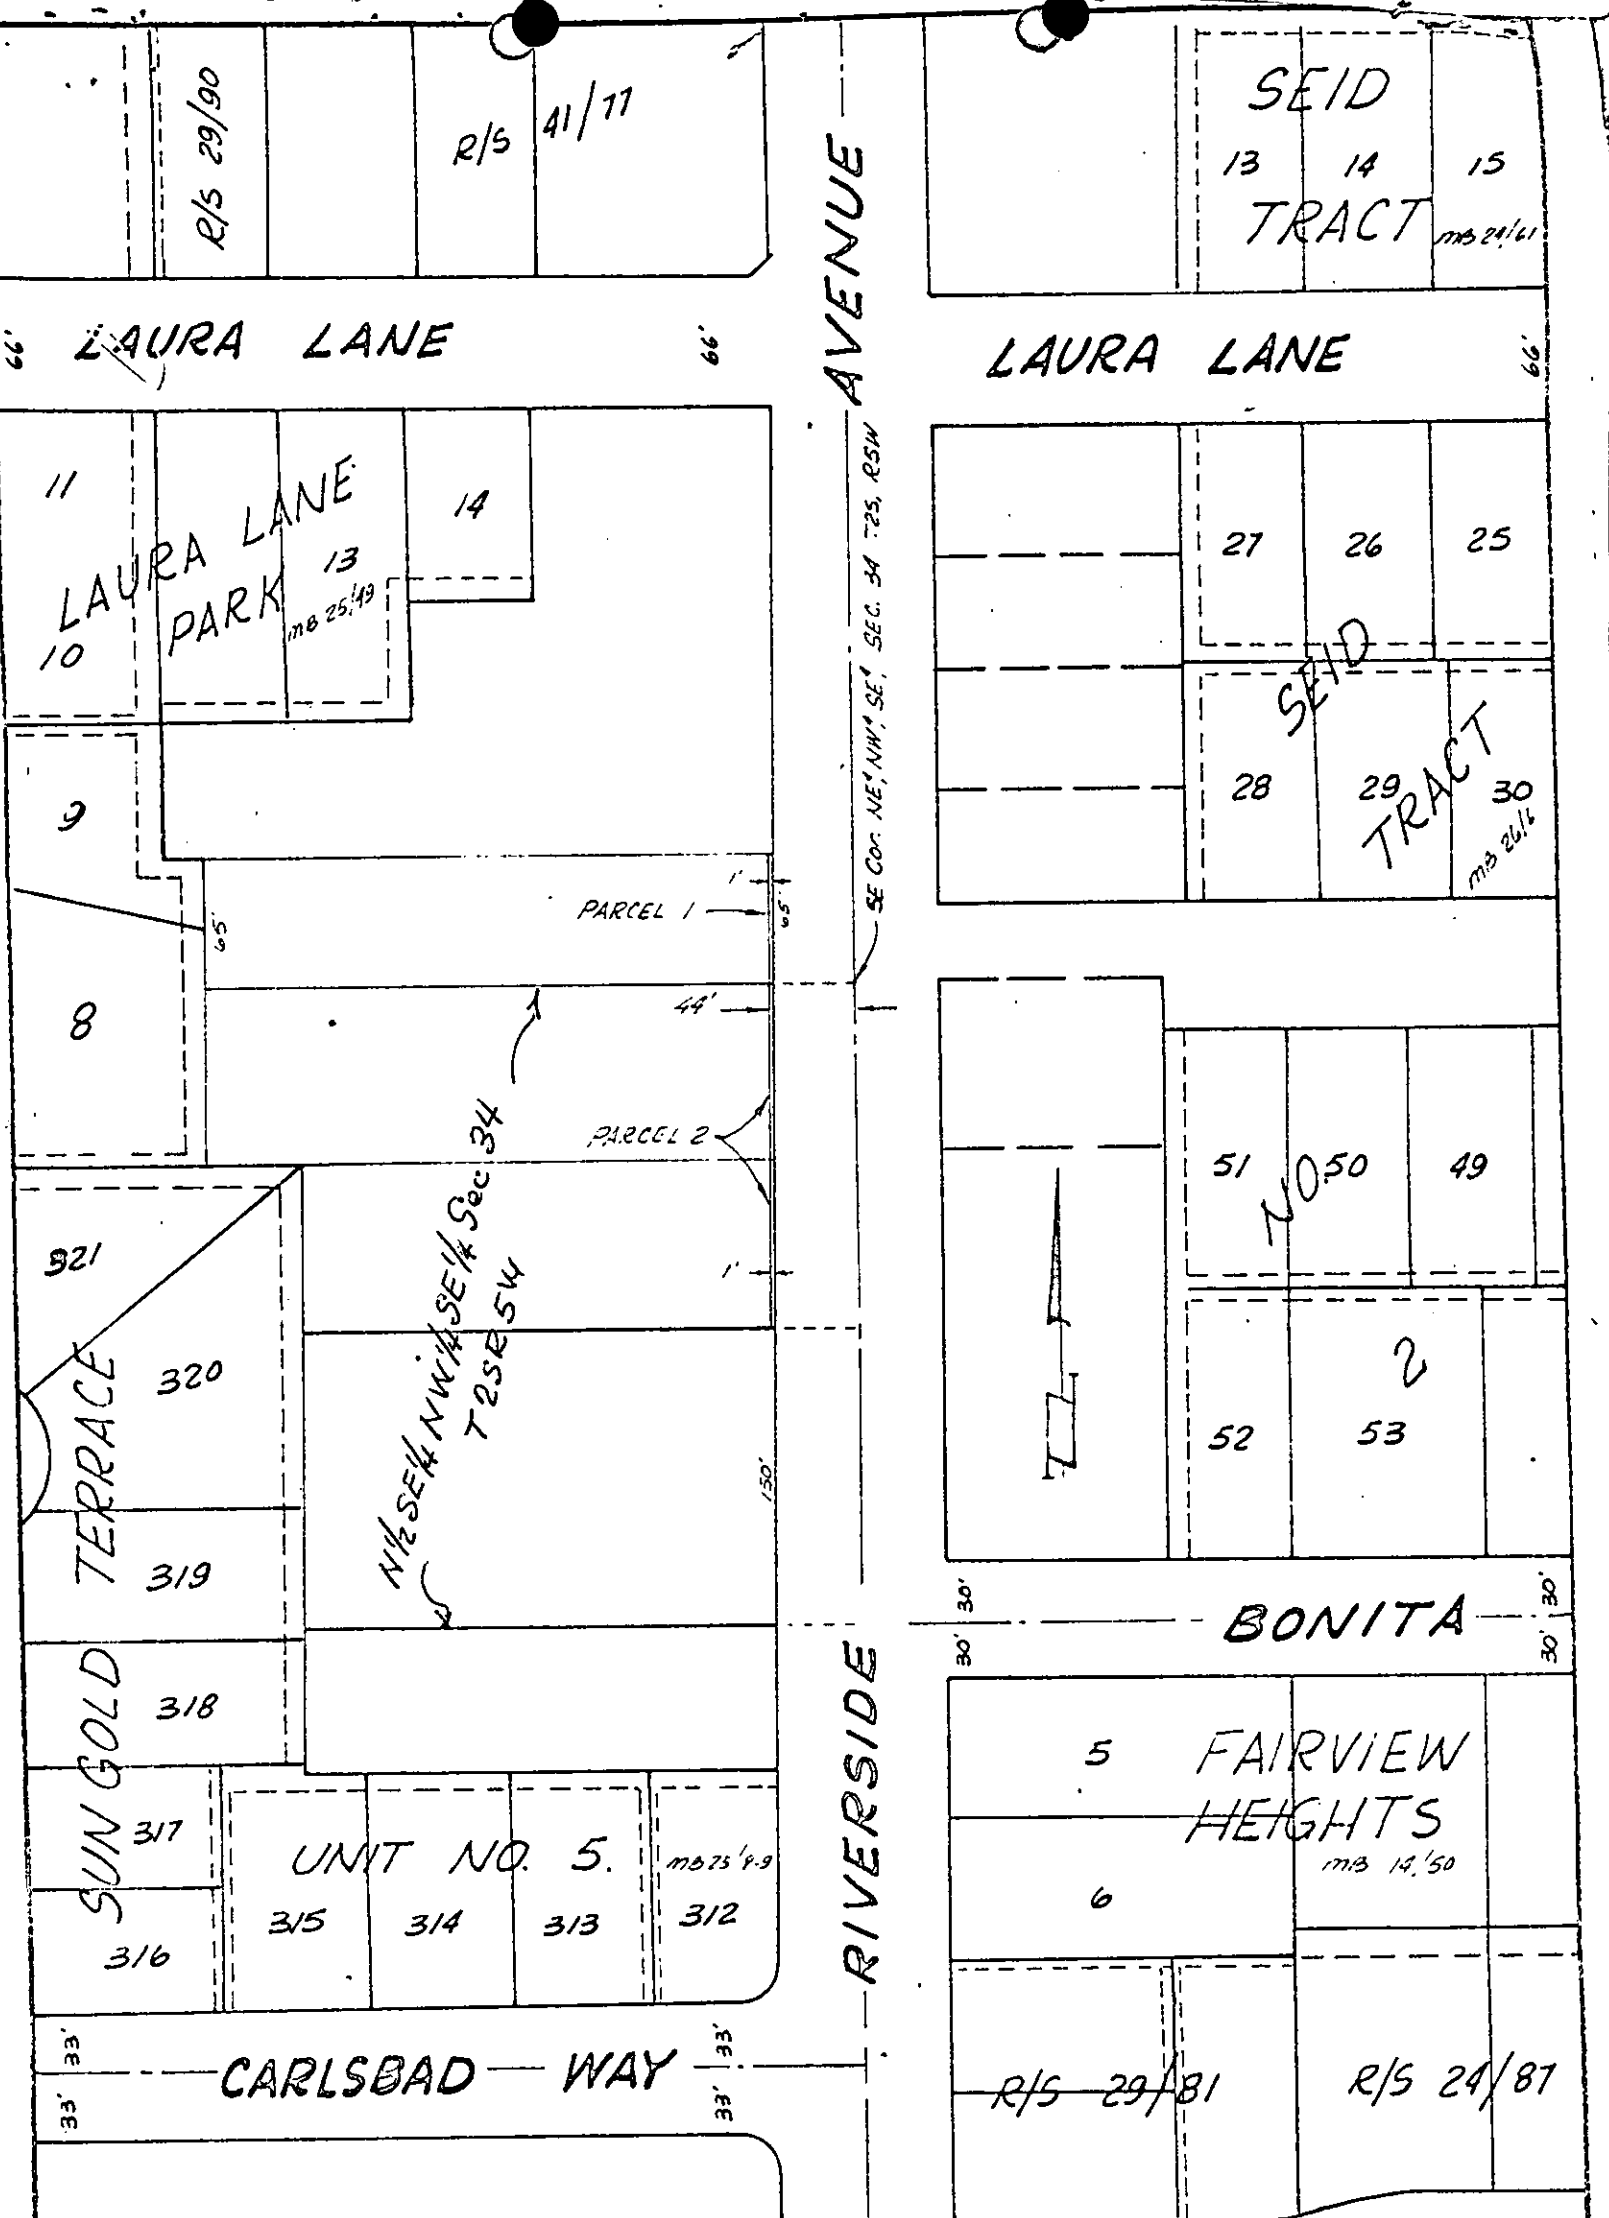 R/S 29/90
R/S 41/77
AVENUE
SEID
13 14 15
TRACT MB 29/61
66' LAURA LANE 66'
LAURA LANE 66'
11
LAURA LANE
PARK
13
MB 25/49
14
10
SE Cor. NE¼, NW¼, SE¼, SEC. 34 T2S, R5W
27 26 25
SEID
TRACT
28 29 30
MB 26/6
9
1'
PARCEL 1
65'
65'
8
44'
PARCEL 2
N½ SE¼ NW¼ SE¼ Sec 34
T2SR5W
1'
51 50 49
NO.
2
52 53
321
320
319
318
317
316
SUN GOLD TERRACE
150'
30' 30'
BONITA
30' 30'
RIVERSIDE
UNIT NO. 5.
MB 25/8-9
315 314 313 312
5 FAIRVIEW
HEIGHTS
MB 14/50
6
33' 33'
CARLSBAD WAY
33' 33'
R/S 29/81
R/S 24/87